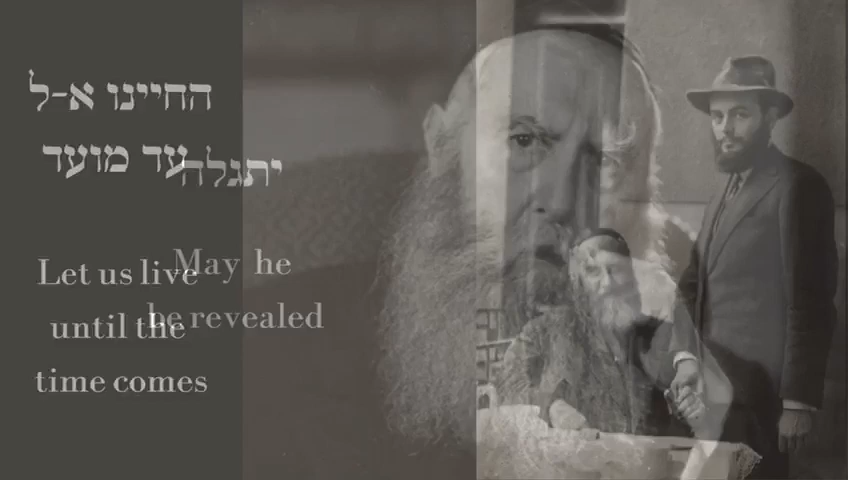 החיינו א-ל
עד מועד
יתגלה
Let us live
until the
time comes
May he
be revealed